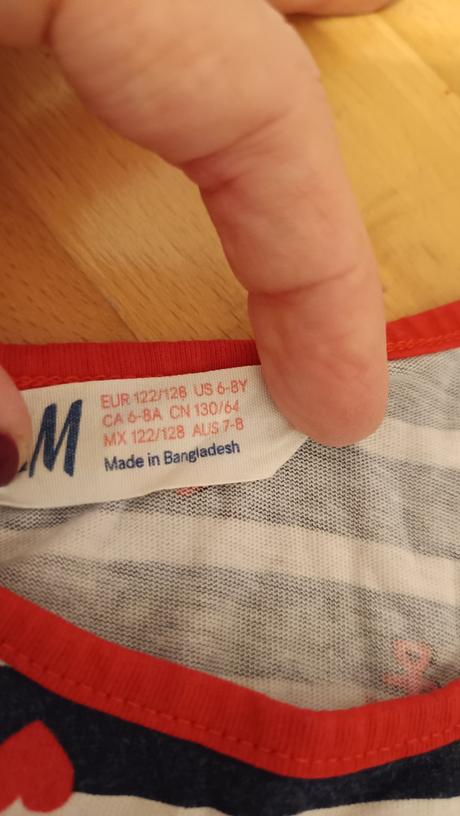 M
EUR 122/128 US 6-8Y
CA 6-8A CN 130/64
MX 122/128 AUS 7-8
Made in Bangladesh